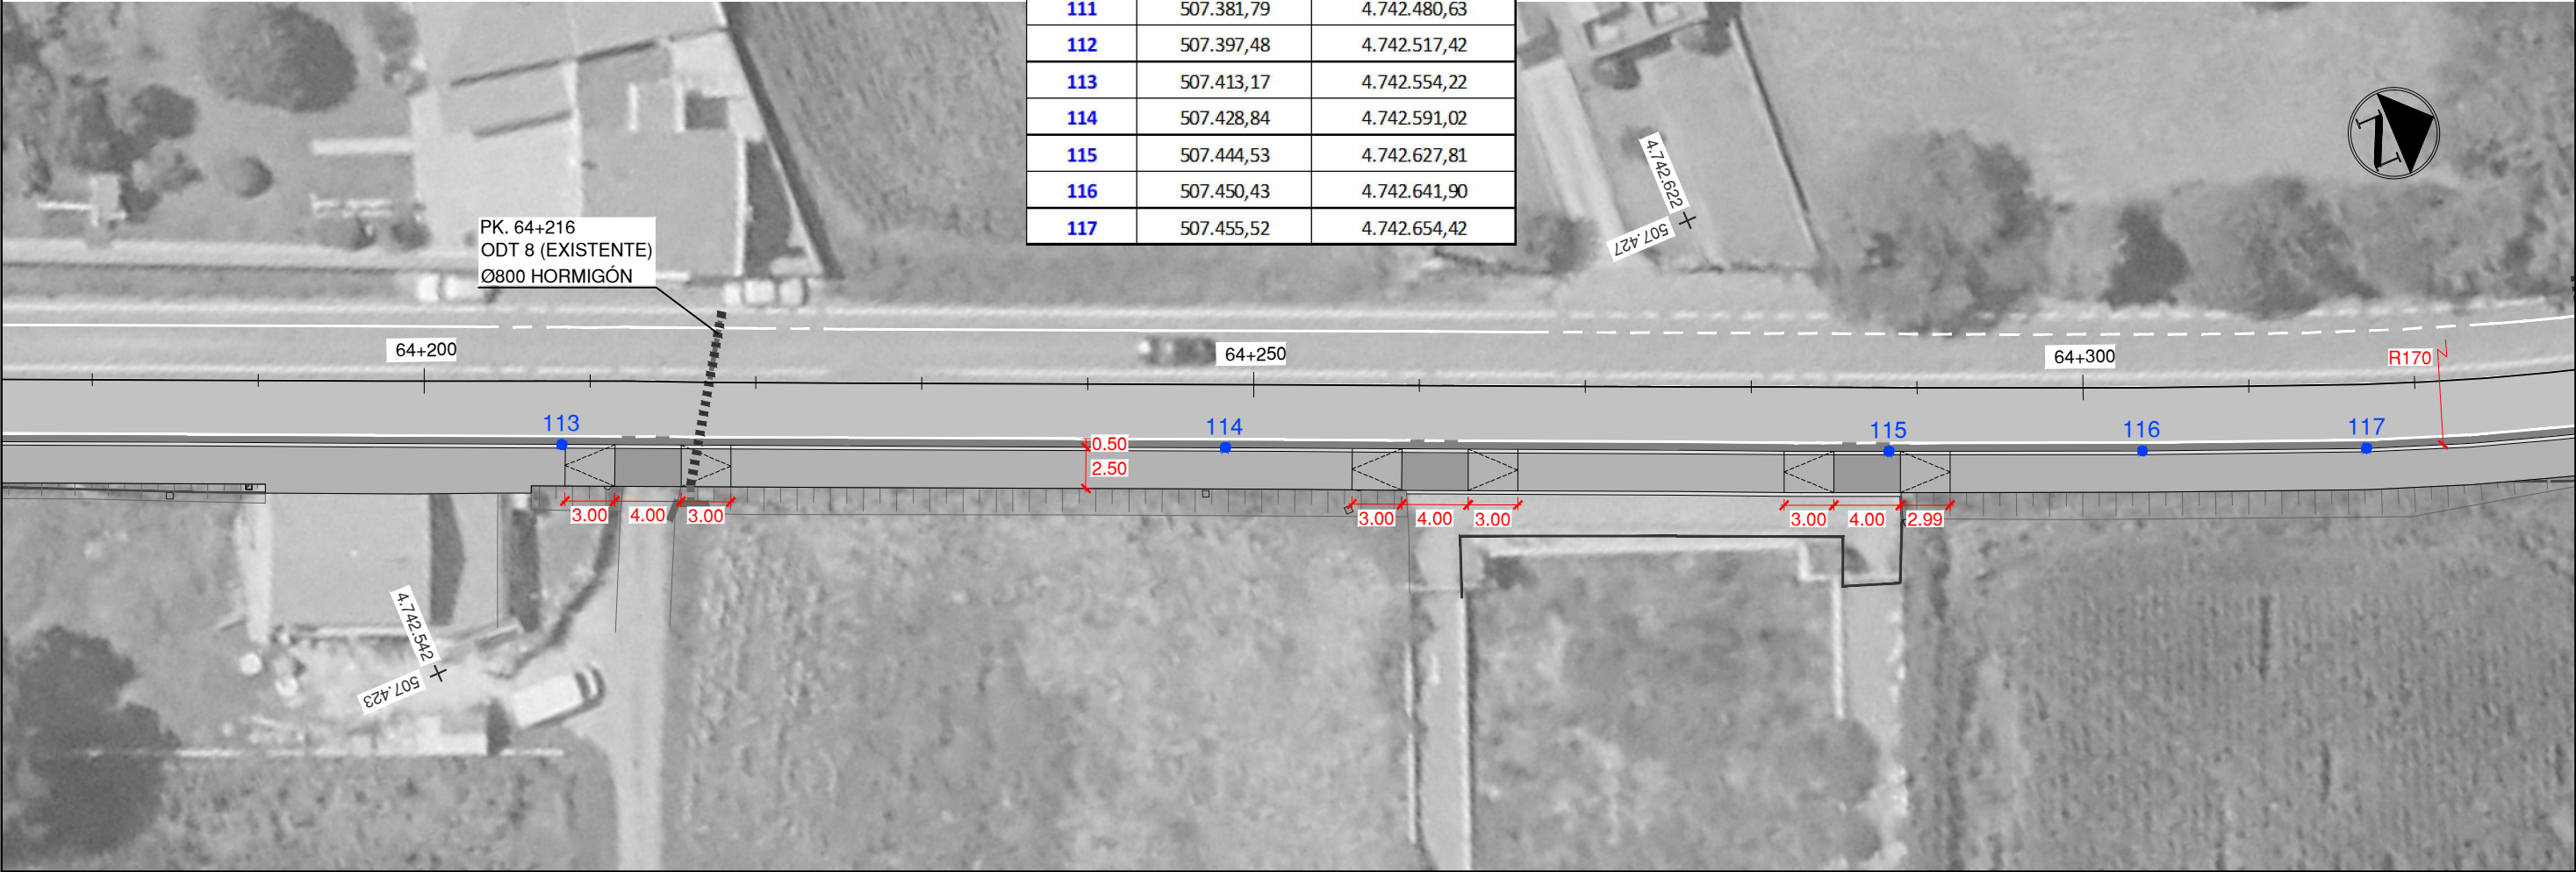 111 507.381,79 4.742.480,63
112 507.397,48 4.742.517,42
113 507.413,17 4.742.554,22
114 507.428,84 4.742.591,02
115 507.444,53 4.742.627,81
116 507.450,43 4.742.641,90
117 507.455,52 4.742.654,42
N
4.742.622
507.427
PK. 64+216
ODT 8 (EXISTENTE)
Ø800 HORMIGÓN
64+200
64+250
64+300
R170
113
114
115
116
117
0.50
2.50
3.00
4.00
3.00
3.00
4.00
3.00
3.00
4.00
2.99
4.742.542
507.423